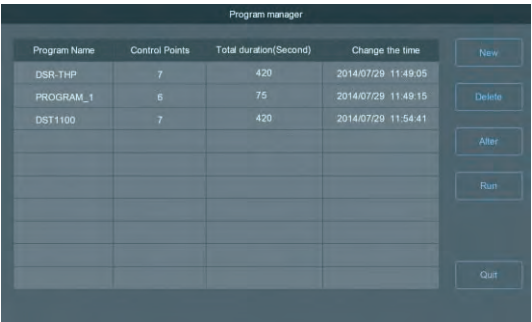 Program manager
Program Name Control Points Total duration(Second) Change the time
DSR-THP 7 420 2014/07/29 11:49:05
PROGRAM_1 6 75 2014/07/29 11:49:15
DST1100 7 420 2014/07/29 11:54:41
New
Delete
Alter
Run
Quit